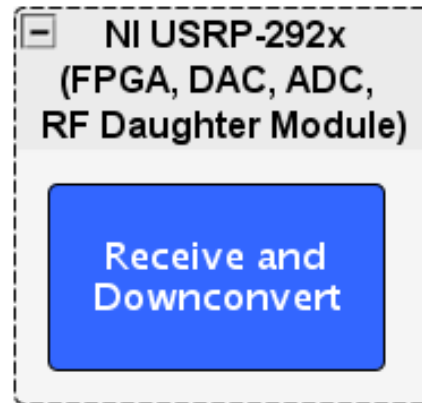 NI USRP-292x
(FPGA, DAC, ADC,
RF Daughter Module)
Receive and
Downconvert